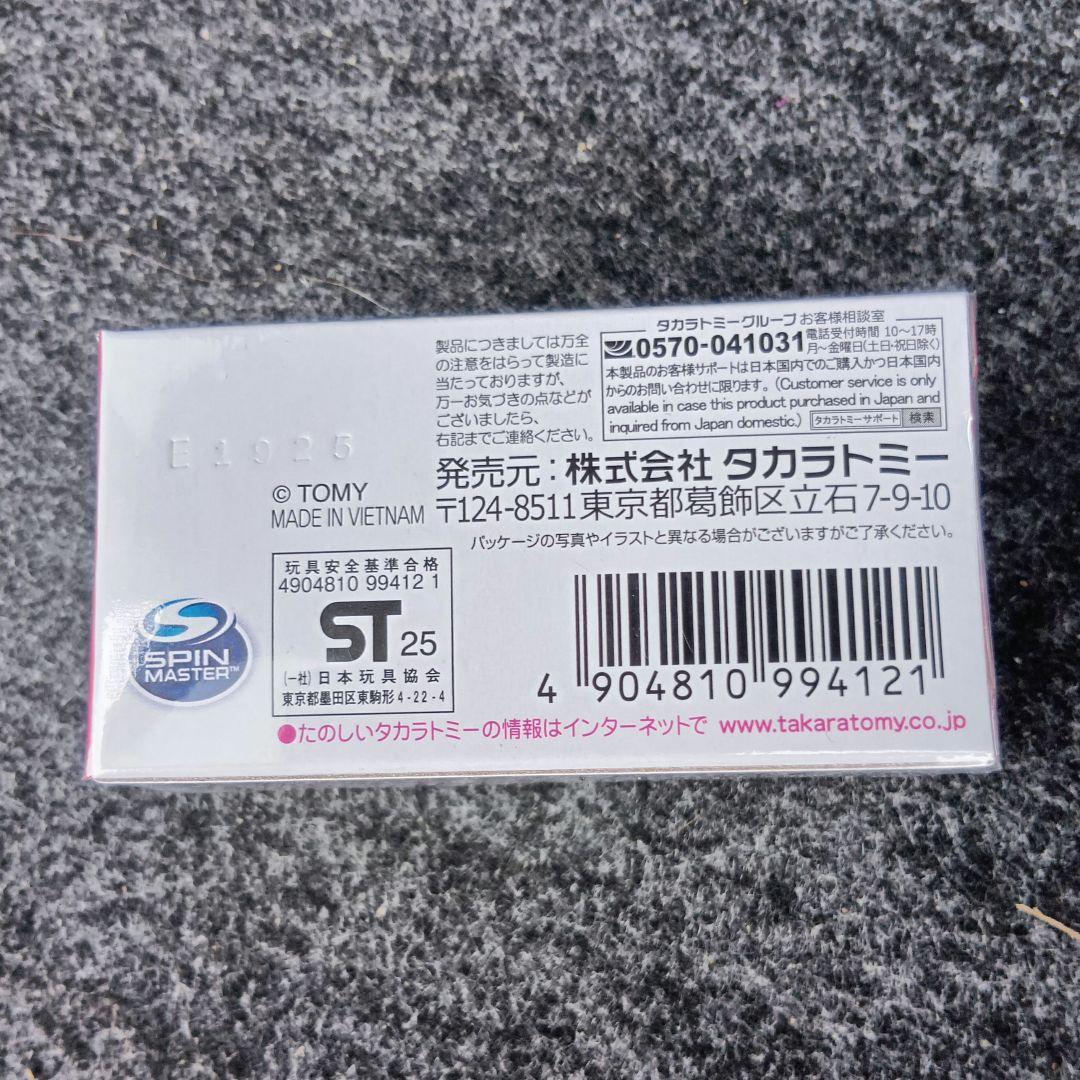 製品につきましては万全
の注意をはらって製造に
当たっておりますが、
万一お気づきの点などが
ございましたら、
右記までご連絡ください。
タカラトミーグループ お客様相談室
0570-041031 電話受付時間 10〜17時
月〜金曜日(土日・祝日除く)
本製品のお客様サポートは日本国内でのご購入かつ日本国内
からのお問い合わせに限ります。(Customer service is only
available in case this product purchased in Japan and
inquired from Japan domestic.) タカラトミーサポート 検索
E1925
発売元:株式会社 タカラトミー
© TOMY
MADE IN VIETNAM
〒124-8511 東京都葛飾区立石7-9-10
パッケージの写真やイラストと異なる場合がございますがご了承ください。
玩具安全基準合格
4904810 99412 1
ST 25
(一社)日本玩具協会
東京都墨田区東駒形4-22-4
SPIN
MASTER™
4 904810 994121
●たのしいタカラトミーの情報はインターネットで www.takaratomy.co.jp